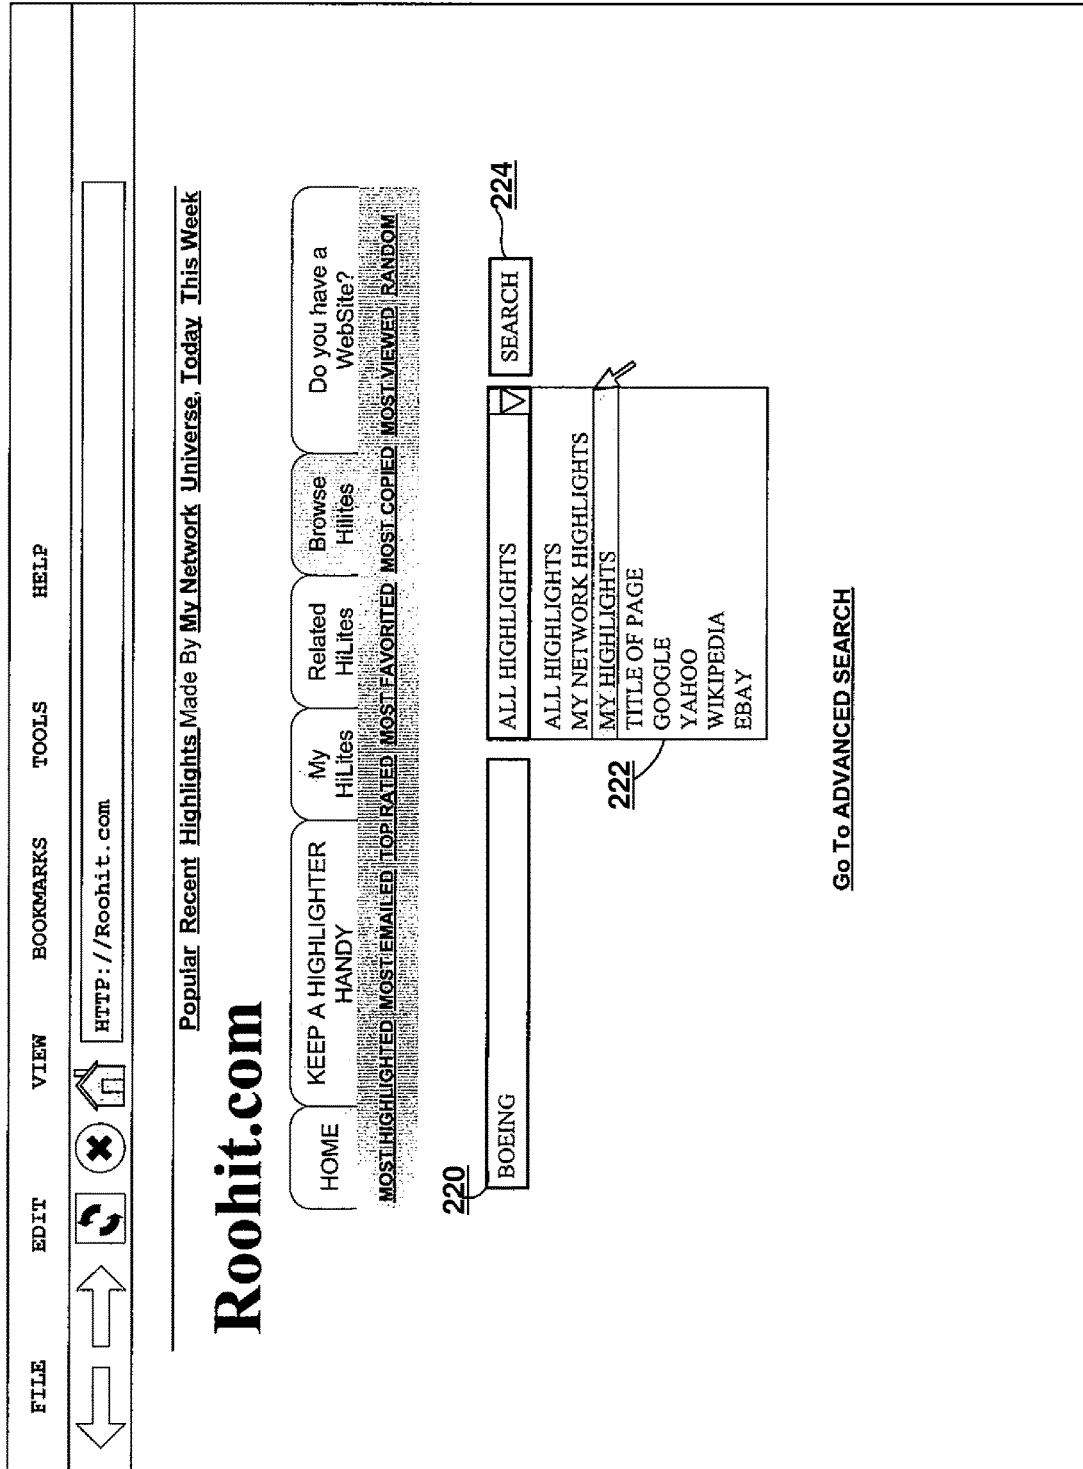 FILE EDIT VIEW BOOKMARKS TOOLS HELP
HTTP://Roohit.com
Popular Recent Highlights Made By My Network Universe, Today This Week
Roohit.com
HOME
KEEP A HIGHLIGHTER
HANDY
My
HiLites
Related
HiLites
Browse
Hilites
Do you have a
WebSite?
MOST HIGHLIGHTED MOST EMAILED TOP RATED MOST FAVORITED MOST COPIED MOST VIEWED RANDOM
220
BOEING
ALL HIGHLIGHTS
SEARCH
224
ALL HIGHLIGHTS
MY NETWORK HIGHLIGHTS
MY HIGHLIGHTS
TITLE OF PAGE
GOOGLE
YAHOO
WIKIPEDIA
EBAY
222
Go To ADVANCED SEARCH